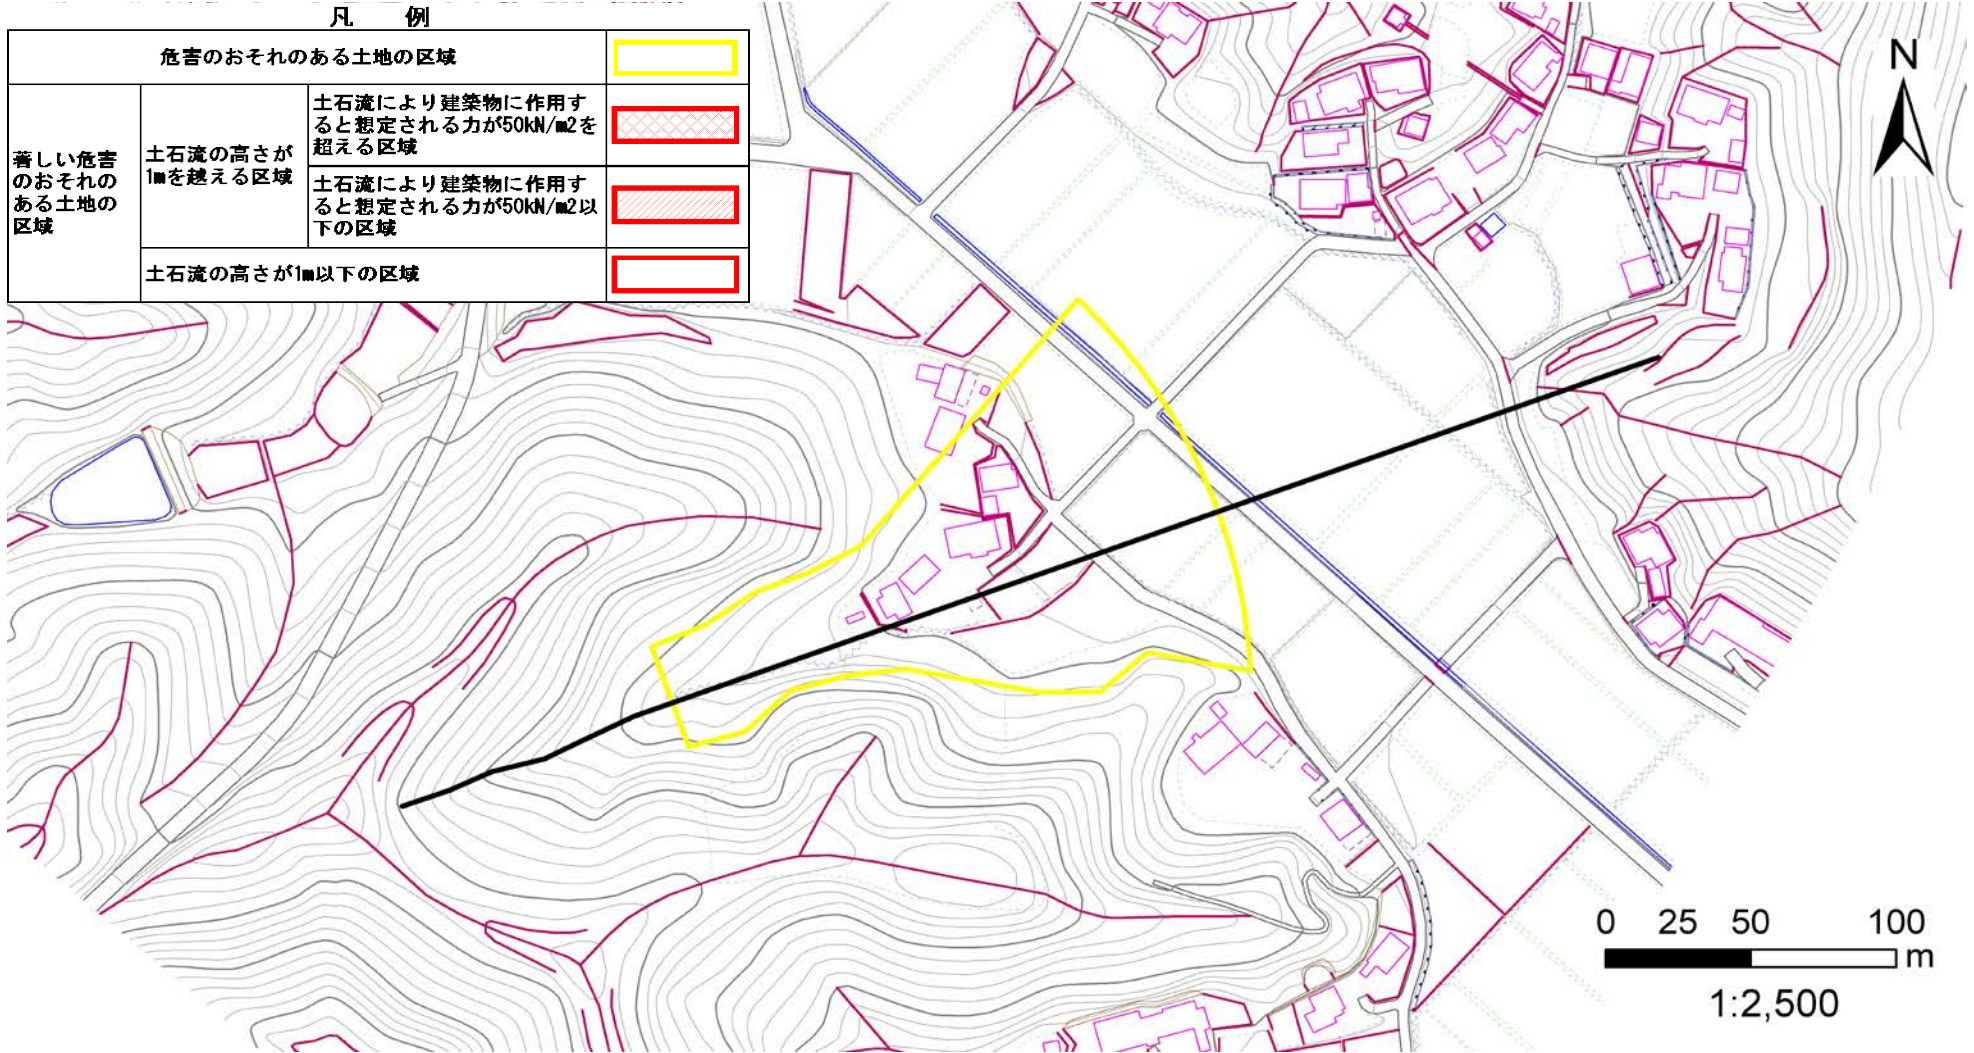 凡 例
危害のおそれのある土地の区域
著しい危害
のおそれの
ある土地の
区域
土石流の高さが
1mを越える区域
土石流により建築物に作用す
ると想定される力が50kN/m2を
超える区域
土石流により建築物に作用す
ると想定される力が50kN/m2以
下の区域
土石流の高さが1m以下の区域
N
0 25 50 100
m
1:2,500